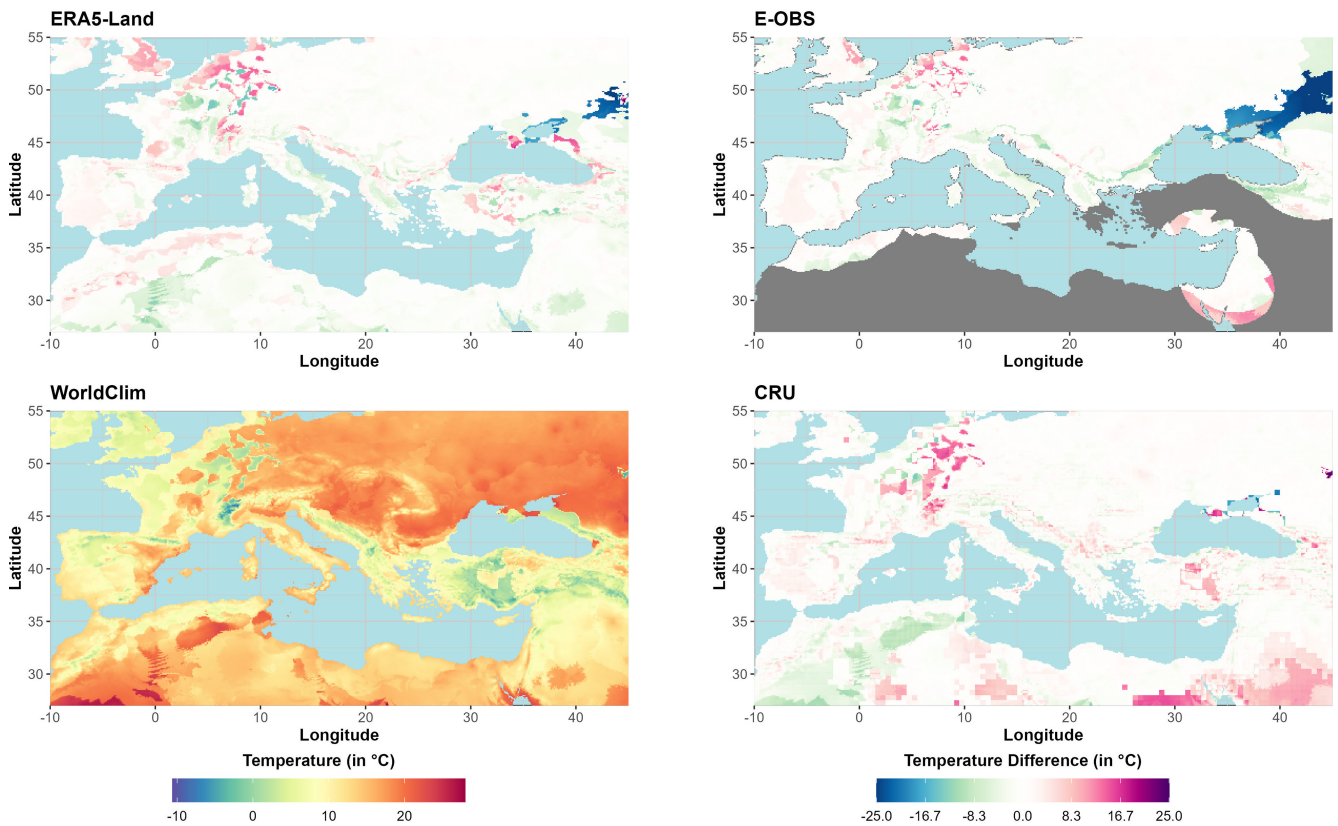 ERA5-Land
E-OBS
55
50
45
40
35
30
Latitude
-10 0 10 20 30 40
Longitude
55
50
45
40
35
30
Latitude
-10 0 10 20 30 40
Longitude
WorldClim
CRU
55
50
45
40
35
30
Latitude
-10 0 10 20 30 40
Longitude
55
50
45
40
35
30
Latitude
-10 0 10 20 30 40
Longitude
Temperature (in °C)
-10 0 10 20
Temperature Difference (in °C)
-25.0 -16.7 -8.3 0.0 8.3 16.7 25.0